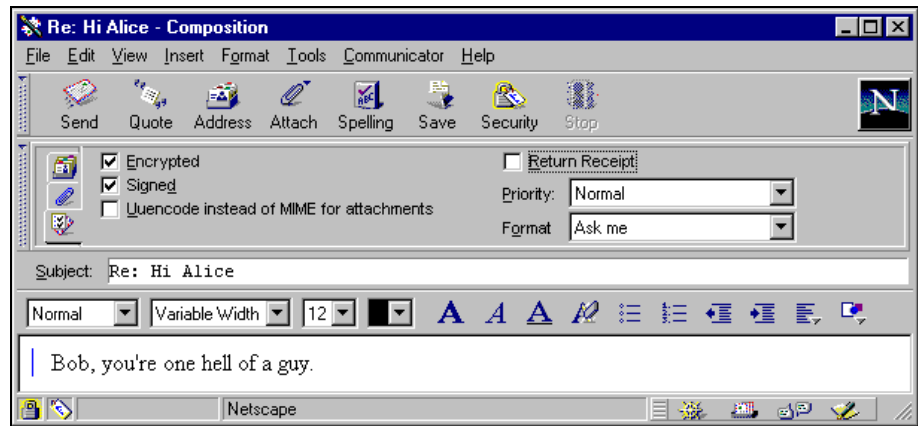 Re: Hi Alice - Composition
File Edit View Insert Format Tools Communicator Help
Send Quote Address Attach Spelling Save Security Stop
N
Encrypted
Return Receipt
Signed
Priority: Normal
Uuencode instead of MIME for attachments
Format Ask me
Subject: Re: Hi Alice
Normal Variable Width 12 A A A
Bob, you're one hell of a guy.
Netscape